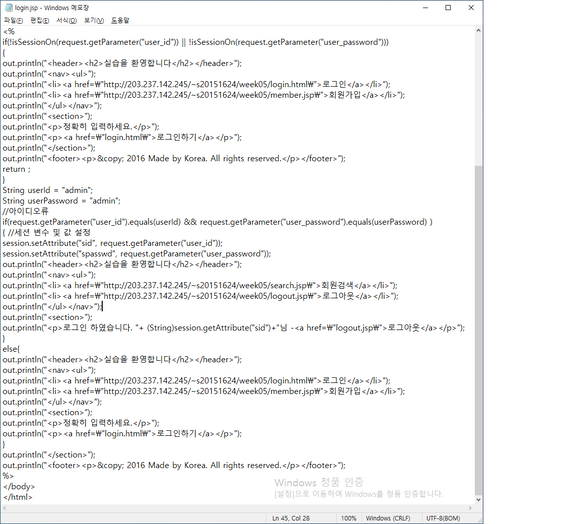 login.jsp - Windows 메모장
파일(F) 편집(E) 서식(O) 보기(V) 도움말
<%
if(!isSessionOn(request.getParameter("user_id")) || !isSessionOn(request.getParameter("user_password")))
{
out.println("<header><h2>실습을 환영합니다</h2></header>");
out.println("<nav><ul>");
out.println("<li><a href=₩"http://203.237.142.245/~s20151624/week05/login.html₩">로그인</a></li>");
out.println("<li><a href=₩"http://203.237.142.245/~s20151624/week05/member.jsp₩">회원가입</a></li>");
out.println("</ul></nav>");
out.println("<section>");
out.println("<p>정확히 입력하세요.</p>");
out.println("<p><a href=₩"login.html₩">로그인하기</a></p>");
out.println("</section>");
out.println("<footer><p>&copy; 2016 Made by Korea. All rights reserved.</p></footer>");
return ;
}
String userId = "admin";
String userPassword = "admin";
//아이디오류
if(request.getParameter("user_id").equals(userId) && request.getParameter("user_password").equals(userPassword) )
{ //세션 변수 및 값 설정
session.setAttribute("sid", request.getParameter("user_id"));
session.setAttribute("spasswd", request.getParameter("user_password"));
out.println("<header><h2>실습을 환영합니다</h2></header>");
out.println("<nav><ul>");
out.println("<li><a href=₩"http://203.237.142.245/~s20151624/week05/search.jsp₩">회원검색</a></li>");
out.println("<li><a href=₩"http://203.237.142.245/~s20151624/week05/logout.jsp₩">로그아웃</a></li>");
out.println("</ul></nav>");
out.println("<section>");
out.println("<p>로그인 하였습니다. "+ (String)session.getAttribute("sid")+"님 -<a href=₩"logout.jsp₩">로그아웃</a></p>");
}
else{
out.println("<header><h2>실습을 환영합니다</h2></header>");
out.println("<nav><ul>");
out.println("<li><a href=₩"http://203.237.142.245/~s20151624/week05/login.html₩">로그인</a></li>");
out.println("<li><a href=₩"http://203.237.142.245/~s20151624/week05/member.jsp₩">회원가입</a></li>");
out.println("</ul></nav>");
out.println("<section>");
out.println("<p>정확히 입력하세요.</p>");
out.println("<p><a href=₩"login.html₩">로그인하기</a></p>");
}
out.println("</section>");
out.println("<footer><p>&copy; 2016 Made by Korea. All rights reserved.</p></footer>");
%>
</body>
</html>
Windows 정품 인증
[설정]으로 이동하여 Windows를 정품 인증합니다.
Ln 45, Col 28 100% Windows (CRLF) UTF-8(BOM)